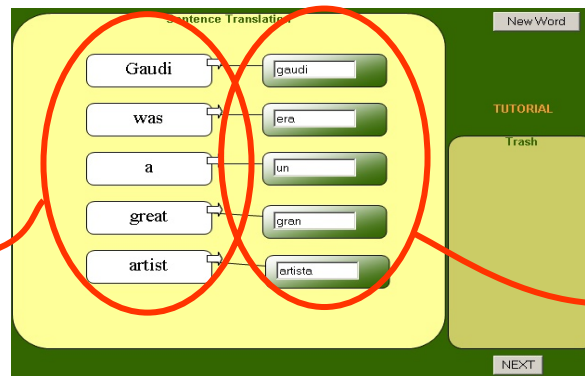 Sentence Translation
New Word
Gaudi gaudi
was era
TUTORIAL
a un
Trash
great gran
artist artista
NEXT